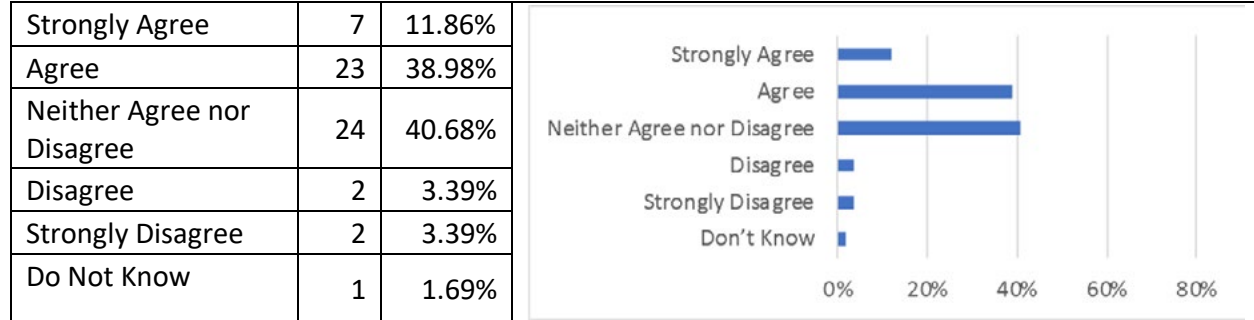 Strongly Agree 7 11.86%
Agree 23 38.98%
Neither Agree nor
Disagree 24 40.68%
Disagree 2 3.39%
Strongly Disagree 2 3.39%
Do Not Know 1 1.69%
Strongly Agree
Agree
Neither Agree nor Disagree
Disagree
Strongly Disagree
Don't Know
0% 20% 40% 60% 80%